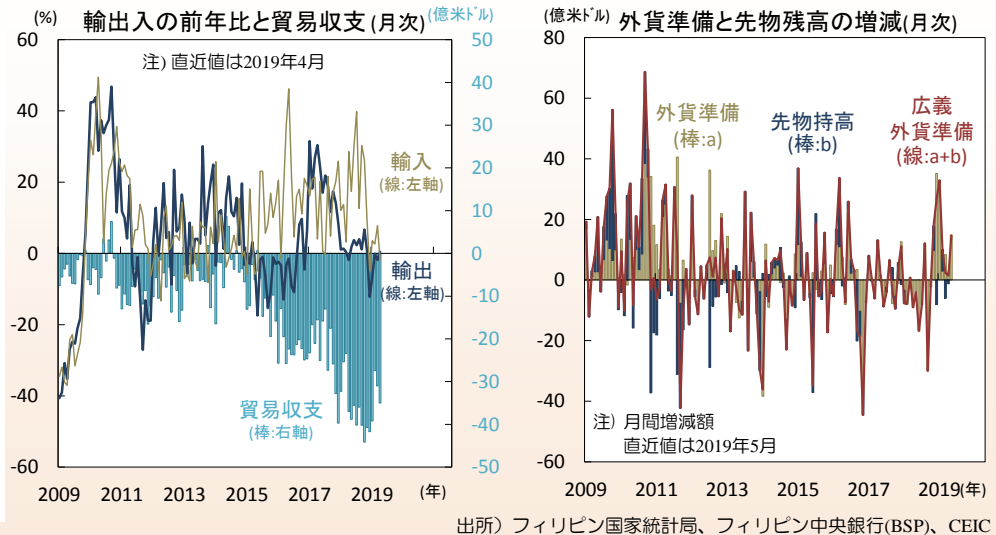 輸出入の前年比と貿易収支(月次)
(%)
(億米ﾄﾞﾙ)
60
40
20
0
-20
-40
-60
50
40
30
20
10
0
-10
-20
-30
-40
-50
注) 直近値は2019年4月
輸入
(線:左軸)
輸出
(線:左軸)
貿易収支
(棒:右軸)
2009 2011 2013 2015 2017 2019 (年)
外貨準備と先物残高の増減(月次)
(億米ﾄﾞﾙ)
80
60
40
20
0
-20
-40
-60
外貨準備
(棒:a)
先物持高
(棒:b)
広義
外貨準備
(線:a+b)
注) 月間増減額
直近値は2019年5月
2009 2011 2013 2015 2017 2019(年)
出所）フィリピン国家統計局、フィリピン中央銀行(BSP)、CEIC